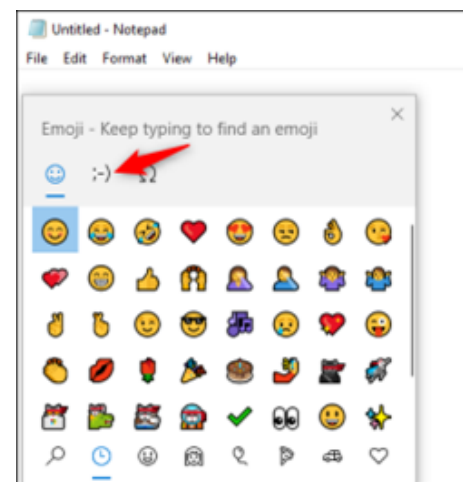 Untitled - Notepad
File Edit Format View Help
Emoji - Keep typing to find an emoji
;-) Ω